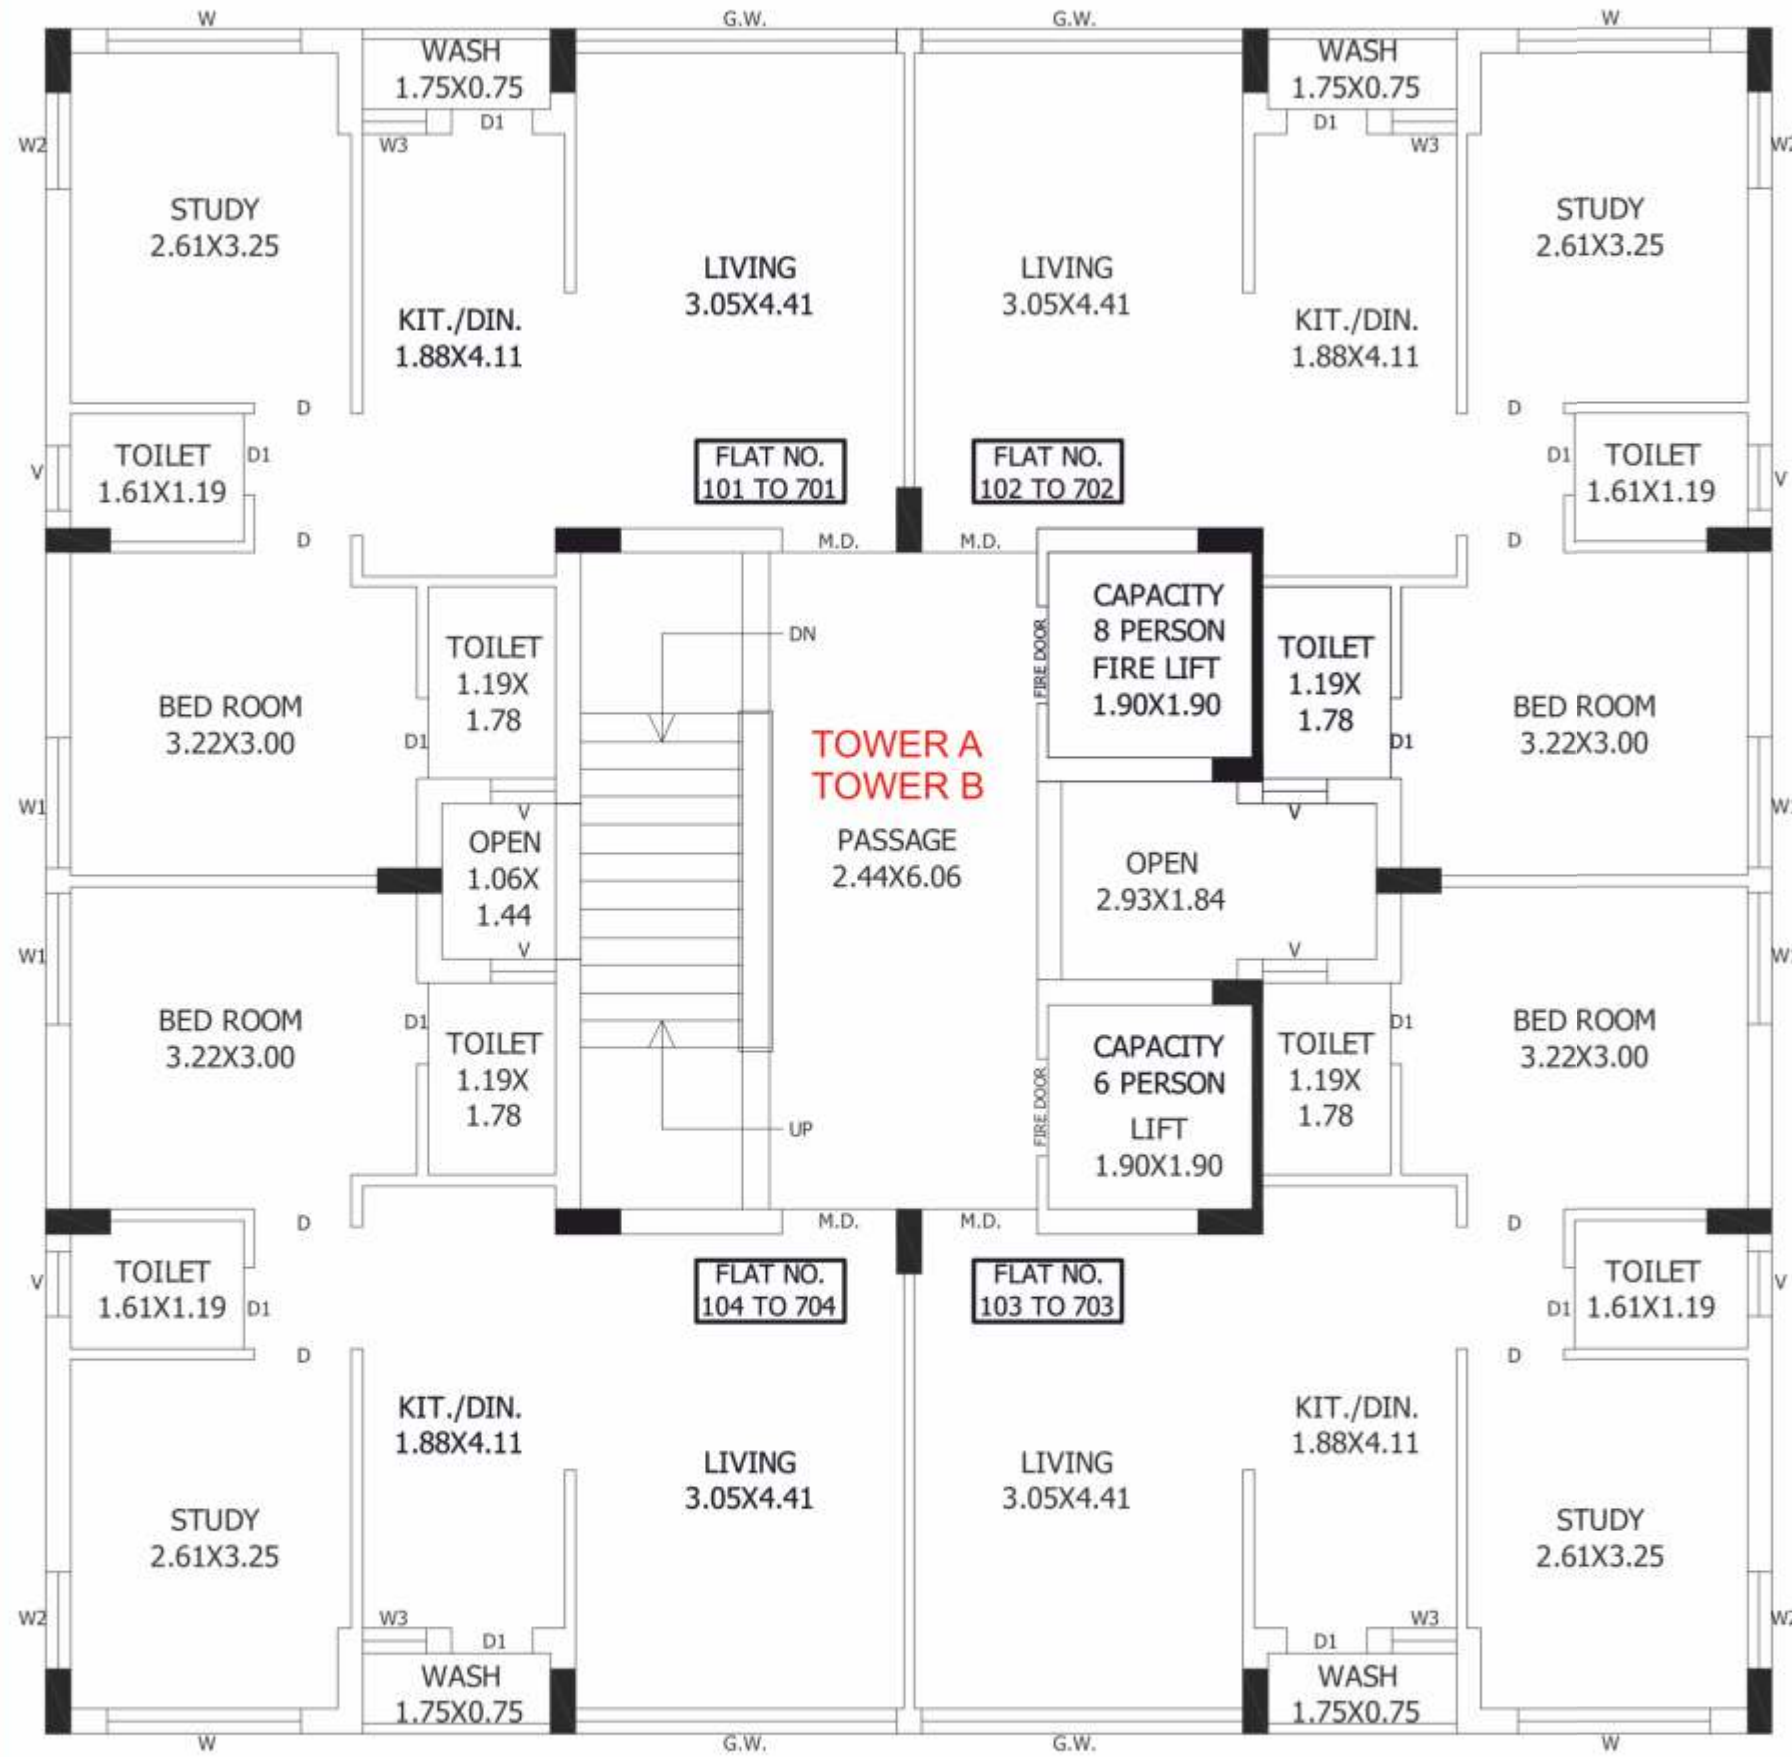 W
G.W.
G.W.
W
WASH
1.75X0.75
WASH
1.75X0.75
D1
D1
W2
W3
W3
STUDY
2.61X3.25
STUDY
2.61X3.25
LIVING
3.05X4.41
LIVING
3.05X4.41
KIT./DIN.
1.88X4.11
KIT./DIN.
1.88X4.11
D
D
V
TOILET
1.61X1.19
D1
FLAT NO.
101 TO 701
FLAT NO.
102 TO 702
D1
TOILET
1.61X1.19
V
D
M.D.
M.D.
D
TOILET
1.19X
1.78
DN
FIRE DOOR
CAPACITY
8 PERSON
FIRE LIFT
1.90X1.90
TOILET
1.19X
1.78
BED ROOM
3.22X3.00
D1
TOWER A
TOWER B
D1
BED ROOM
3.22X3.00
W1
V
OPEN
1.06X
1.44
V
PASSAGE
2.44X6.06
V
OPEN
2.93X1.84
V
W1
BED ROOM
3.22X3.00
D1
TOILET
1.19X
1.78
UP
FIRE DOOR
CAPACITY
6 PERSON
LIFT
1.90X1.90
TOILET
1.19X
1.78
D1
BED ROOM
3.22X3.00
D
M.D.
M.D.
D
V
TOILET
1.61X1.19
D1
FLAT NO.
104 TO 704
FLAT NO.
103 TO 703
D1
TOILET
1.61X1.19
V
D
D
KIT./DIN.
1.88X4.11
KIT./DIN.
1.88X4.11
LIVING
3.05X4.41
LIVING
3.05X4.41
STUDY
2.61X3.25
STUDY
2.61X3.25
W2
W3
W3
D1
D1
WASH
1.75X0.75
WASH
1.75X0.75
W
G.W.
G.W.
W